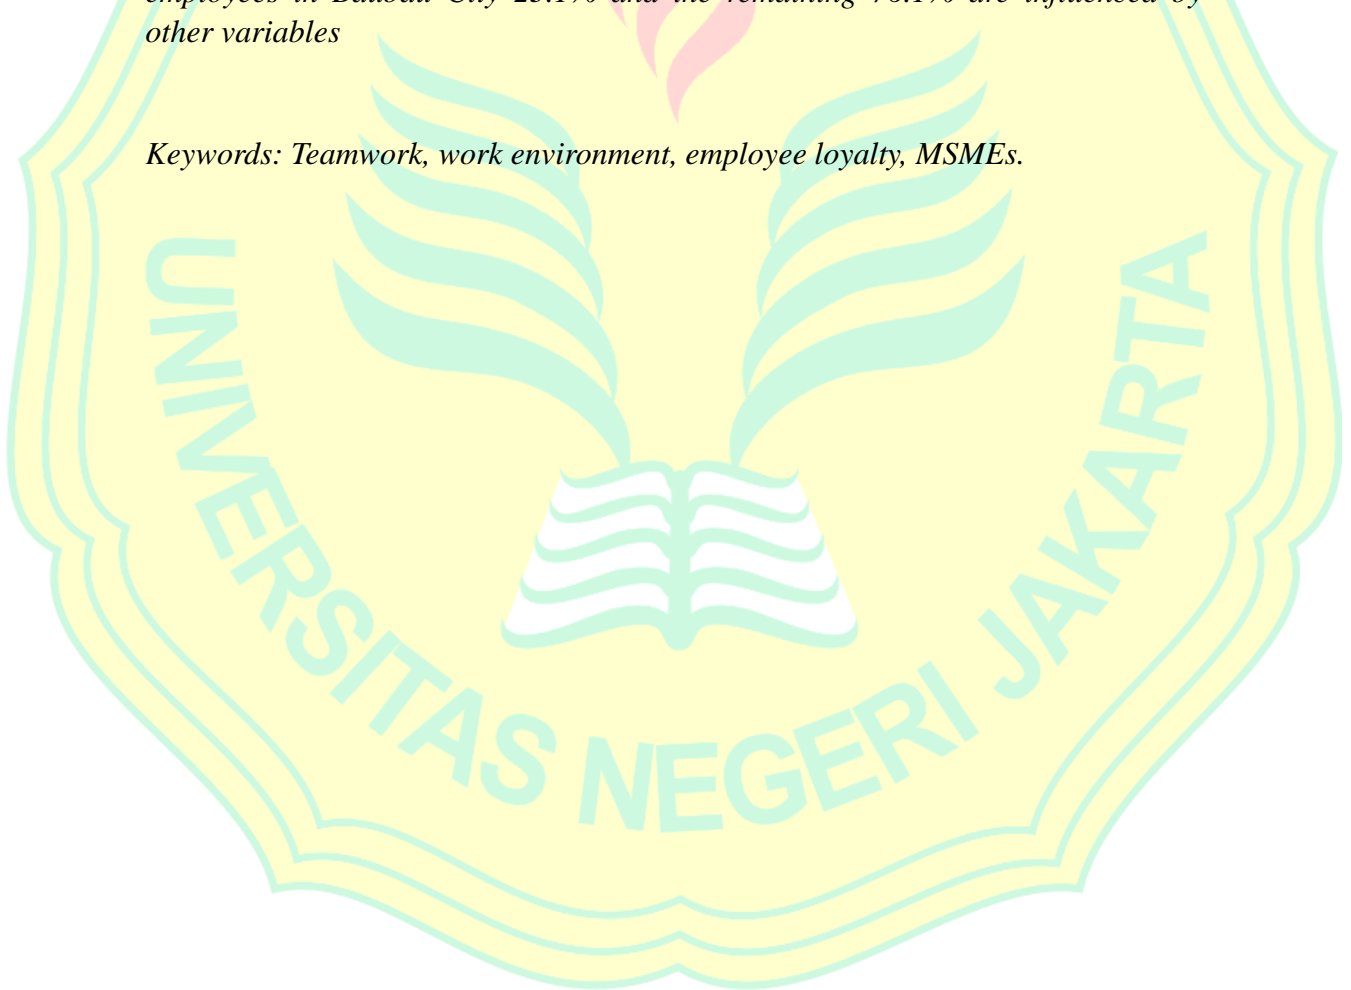 other variables
Keywords: Teamwork, work environment, employee loyalty, MSMEs.
UNIVERSITAS NEGERI JAKARTA